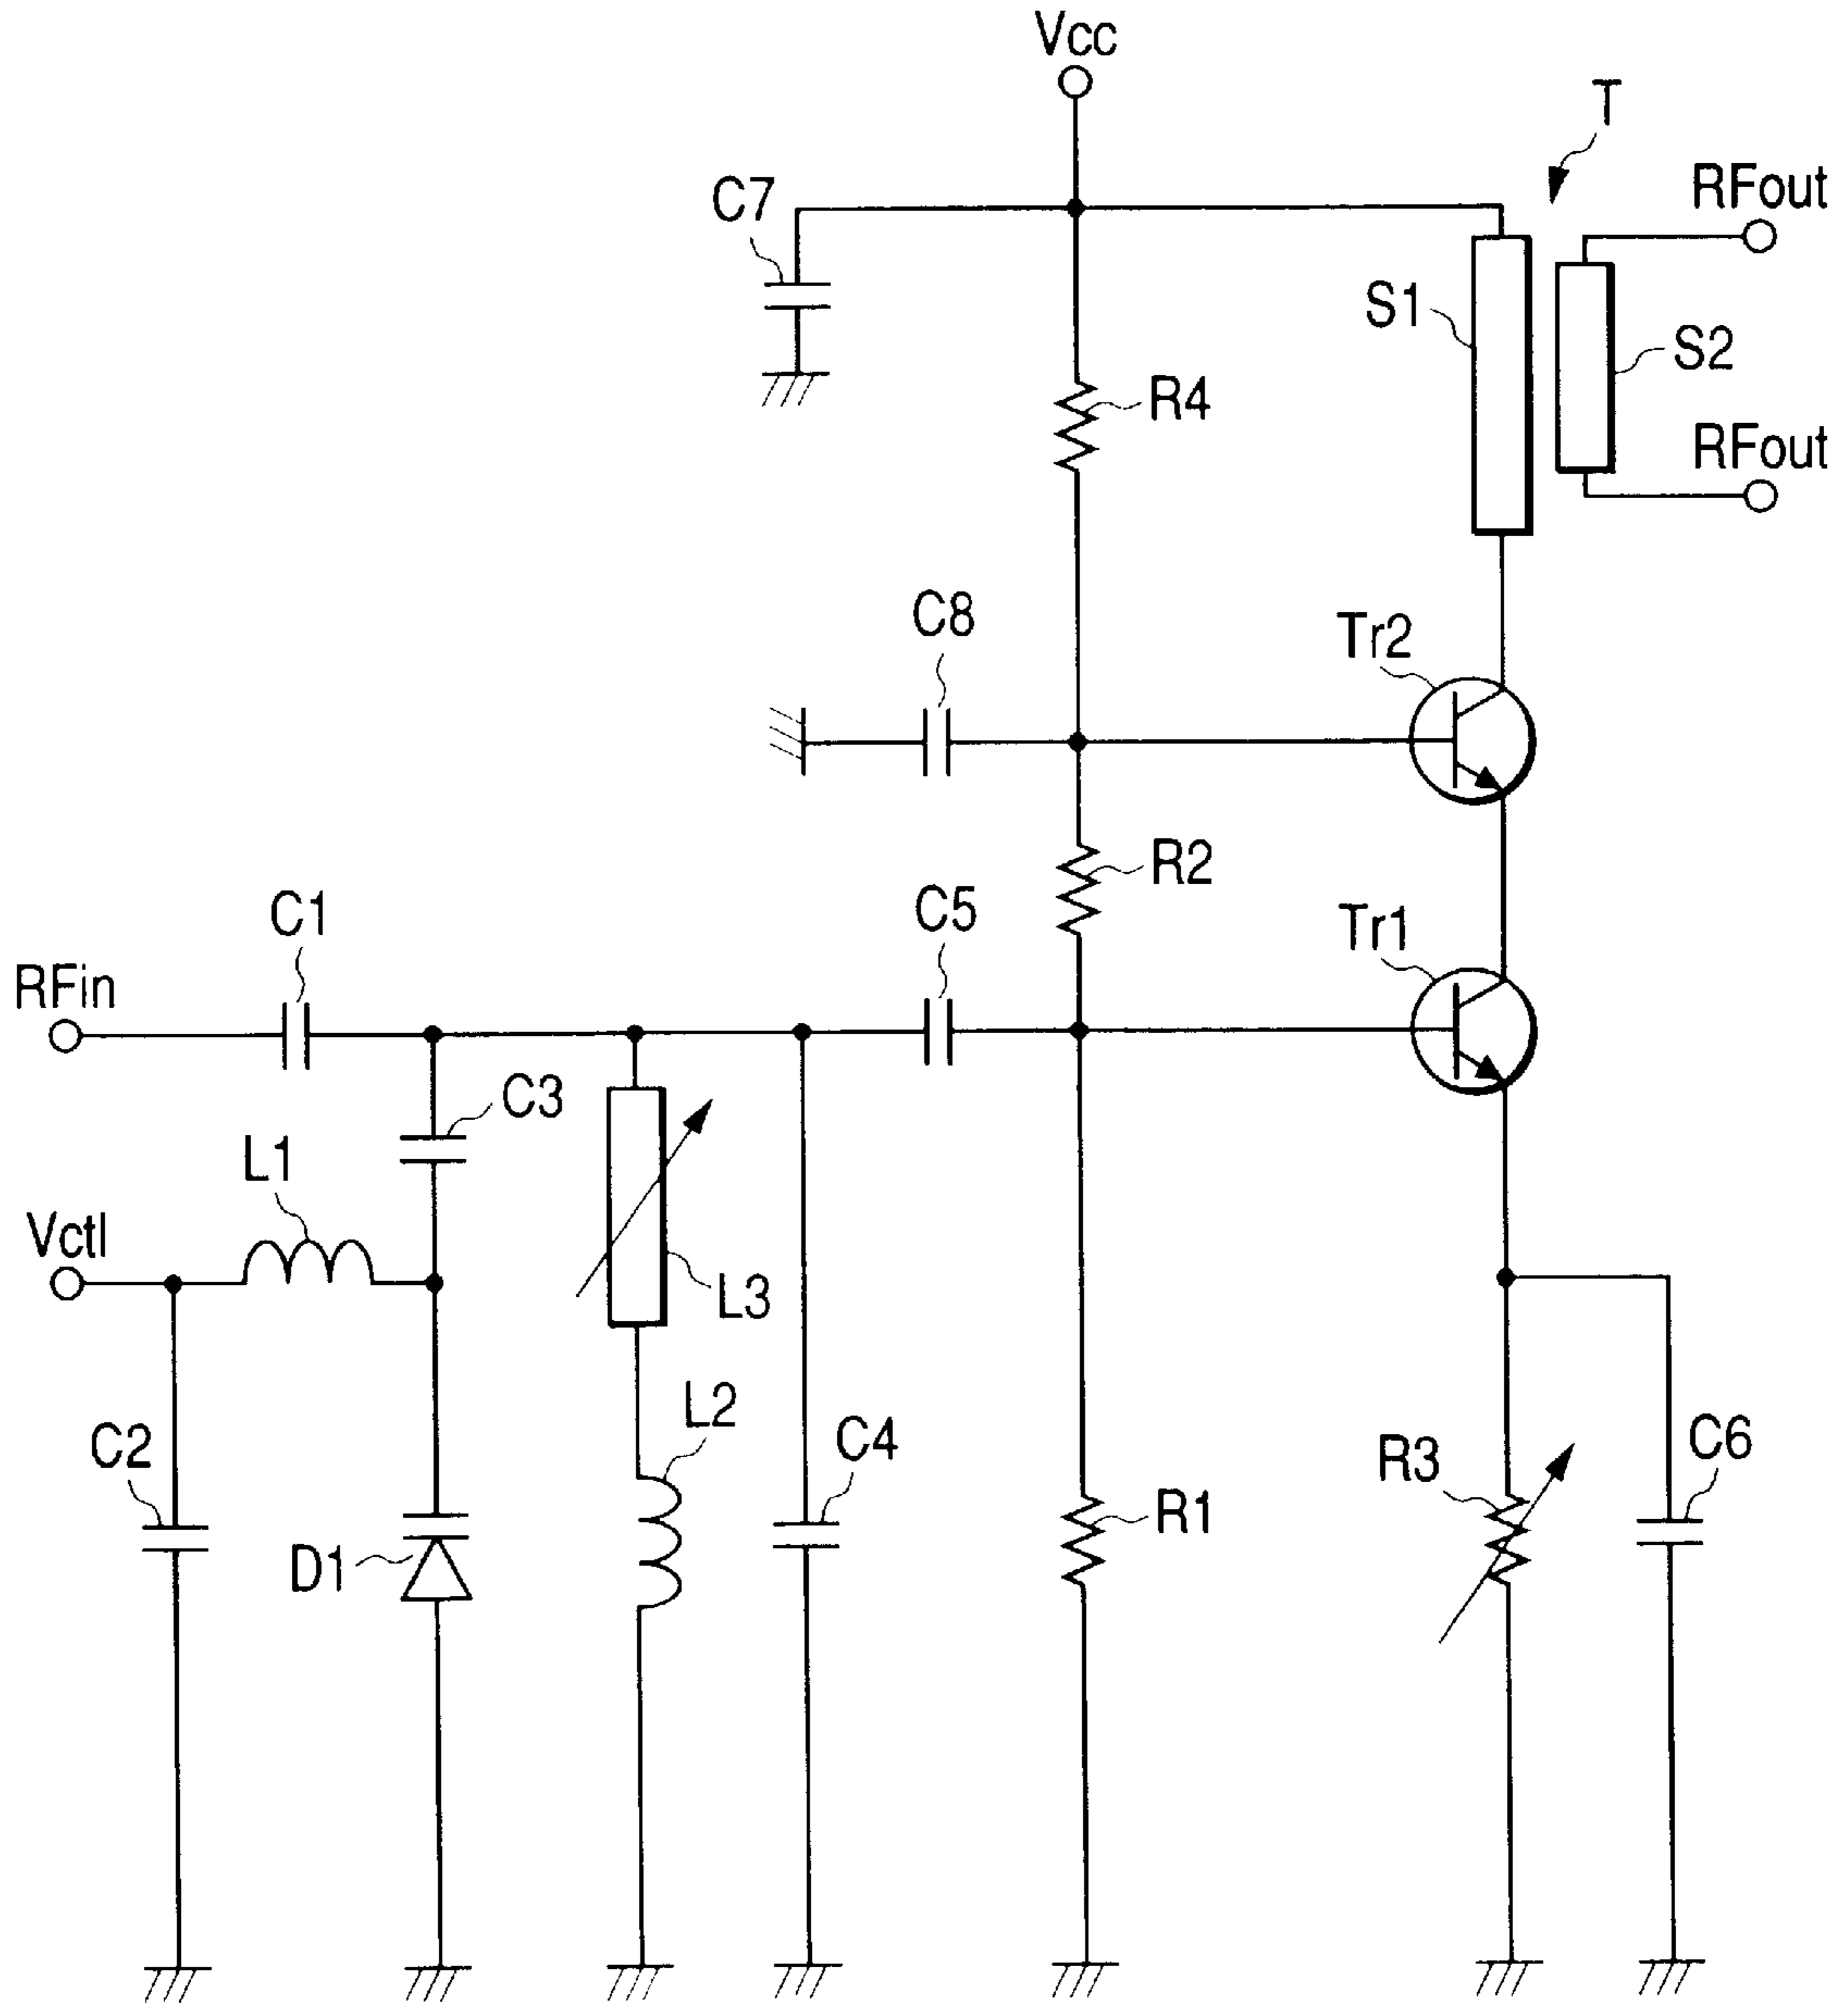 Vcc
T
C7
RFout
S1
S2
R4
RFout
C8
Tr2
R2
C5
C1
Tr1
RFin
C3
L1
Vctl
L3
L2
C2
C4
R3
C6
R1
D1